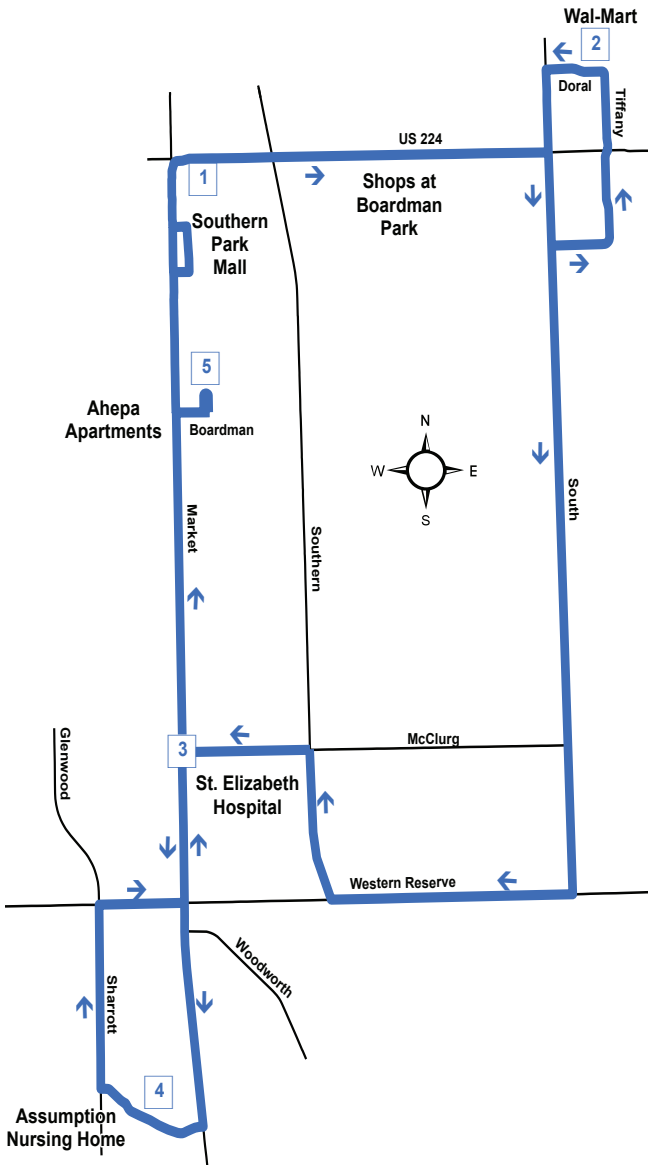 Wal-Mart
2
Doral
Tiffany
US 224
1
Shops at
Boardman
Park
Southern
Park
Mall
5
Ahepa
Apartments
Boardman
N
W
E
S
Market
Southern
South
Glenwood
3
McClurg
St. Elizabeth
Hospital
Western Reserve
Woodworth
Sharrott
4
Assumption
Nursing Home